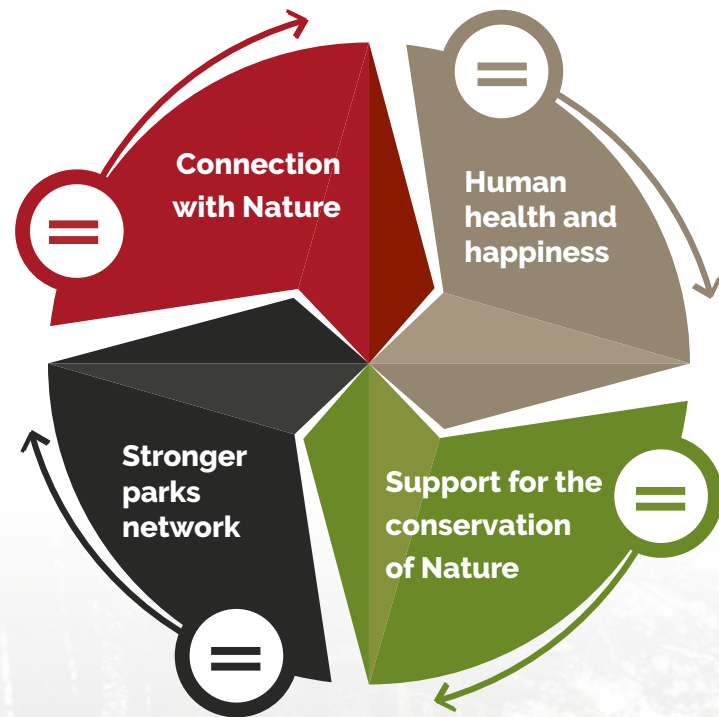 Connection
with Nature
=
Human
health and
happiness
=
Support for the
conservation
of Nature
=
Stronger
parks
network
=